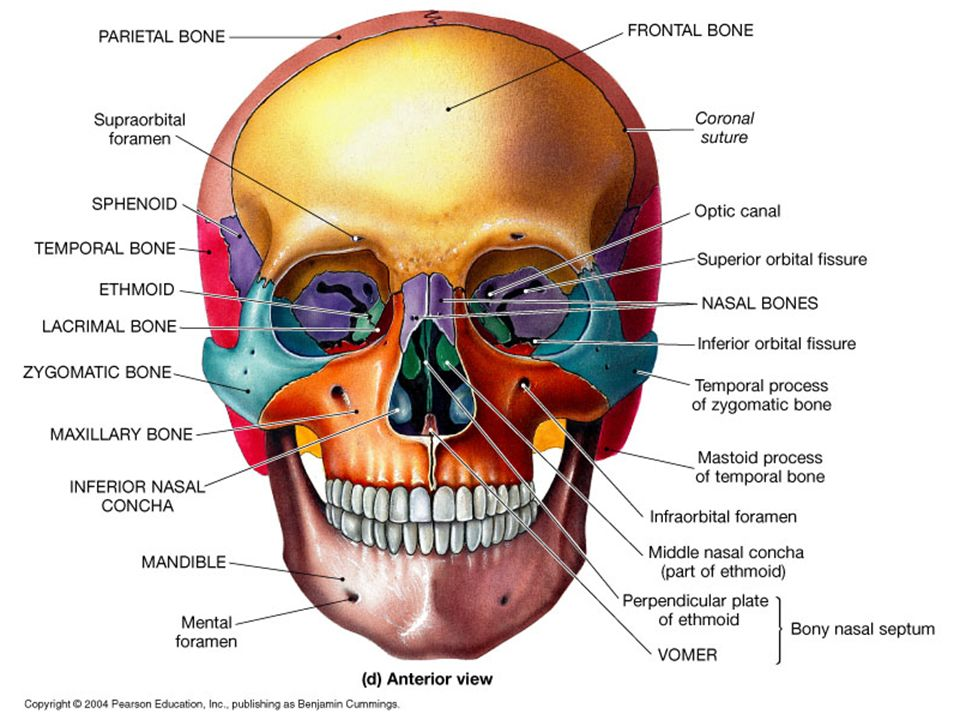 PARIETAL BONE
FRONTAL BONE
Supraorbital
foramen
Coronal
suture
SPHENOID
Optic canal
TEMPORAL BONE
Superior orbital fissure
ETHMOID
NASAL BONES
LACRIMAL BONE
Inferior orbital fissure
ZYGOMATIC BONE
Temporal process
of zygomatic bone
MAXILLARY BONE
Mastoid process
of temporal bone
INFERIOR NASAL
CONCHA
Infraorbital foramen
MANDIBLE
Middle nasal concha
(part of ethmoid)
Mental
foramen
Perpendicular plate
of ethmoid
Bony nasal septum
VOMER
(d) Anterior view
Copyright © 2004 Pearson Education, Inc., publishing as Benjamin Cummings.